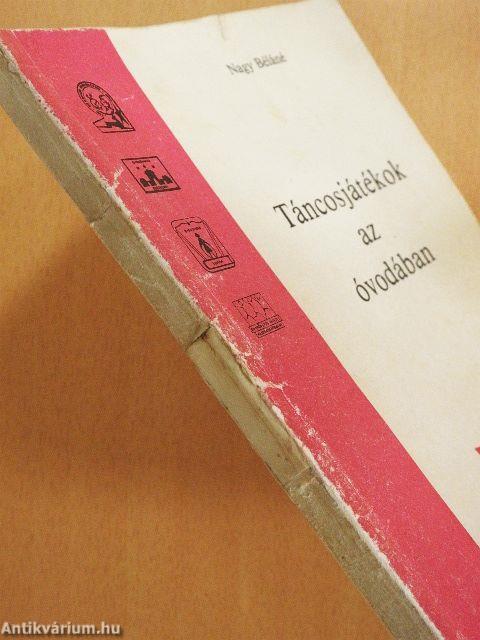 Nagy Béláné
Táncosjátékok
az
óvodában
Antikvárium.hu